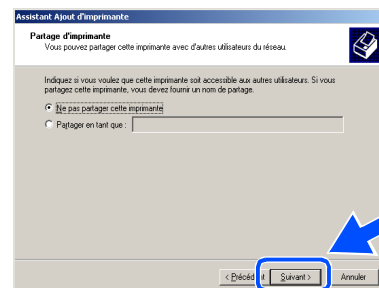 Assistant Ajout d'imprimante
Partage d'imprimante
Vous pouvez partager cette imprimante avec d'autres utilisateurs du réseau.
Indiquez si vous voulez que cette imprimante soit accessible aux autres utilisateurs. Si vous
partagez cette imprimante, vous devez fournir un nom de partage.
Ne pas partager cette imprimante
Partager en tant que :
< Précédent Suivant > Annuler